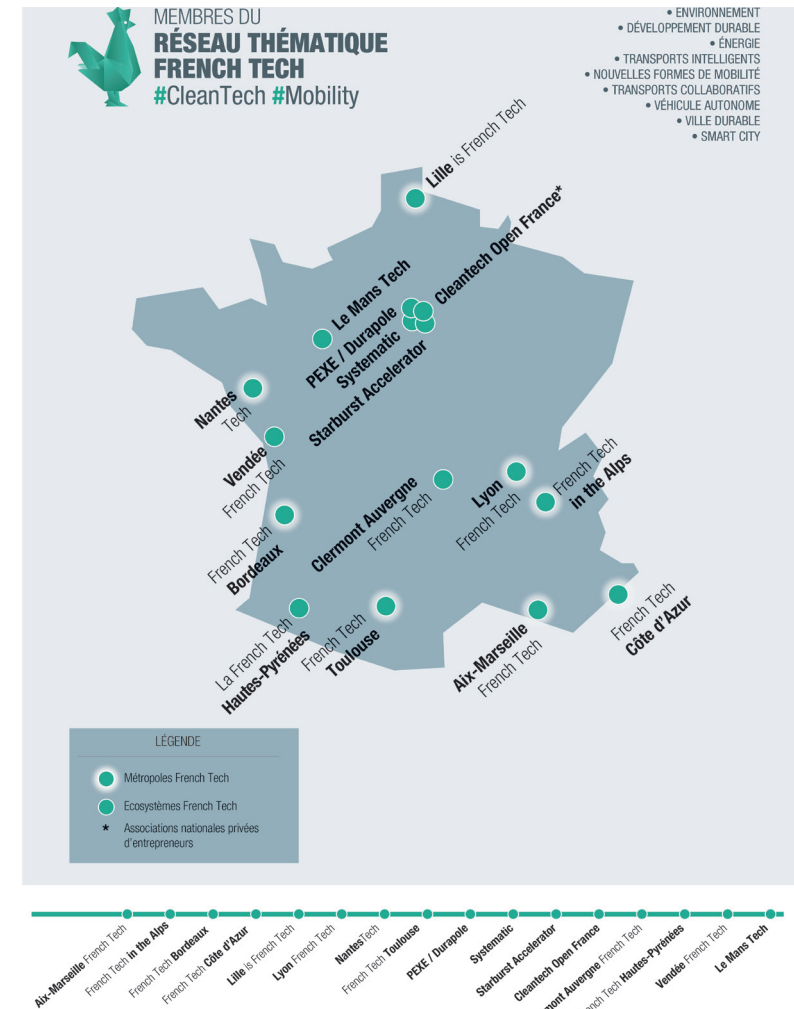 MEMBRES DU
RÉSEAU THÉMATIQUE
FRENCH TECH
#CleanTech #Mobility
• ENVIRONNEMENT
• DÉVELOPPEMENT DURABLE
• ÉNERGIE
• TRANSPORTS INTELLIGENTS
• NOUVELLES FORMES DE MOBILITÉ
• TRANSPORTS COLLABORATIFS
• VÉHICULE AUTONOME
• VILLE DURABLE
• SMART CITY
Lille is French Tech
Cleantech Open France*
Le Mans Tech
PEXE / Durapole
Systematic
Starburst Accelerator
Nantes
Tech
Vendée
French Tech
French Tech
Bordeaux
Clermont Auvergne
French Tech
Lyon
French Tech
French Tech
in the Alps
La French Tech
Hautes-Pyrénées
French Tech
Toulouse
Aix-Marseille
French Tech
French Tech
Côte d'Azur
LÉGENDE
Métropoles French Tech
Ecosystèmes French Tech
* Associations nationales privées
d'entrepreneurs
Aix-Marseille French Tech
French Tech in the Alps
French Tech Bordeaux
French Tech Côte d'Azur
Lille is French Tech
Lyon French Tech
NantesTech
French Tech Toulouse
PEXE / Durapole
Systematic
Starburst Accelerator
Cleantech Open France
Auvergne French Tech
Tech Hautes-Pyrénées
Vendée French Tech
Le Mans Tech